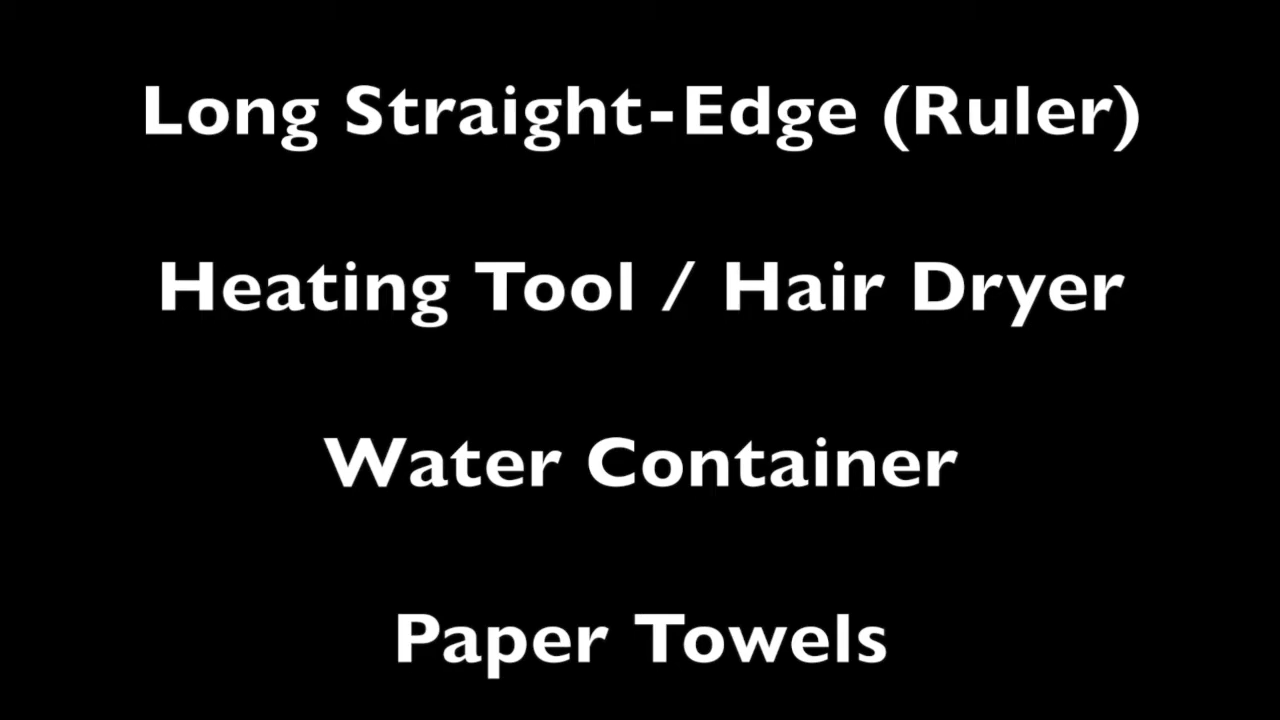 Long Straight-Edge (Ruler)
Heating Tool / Hair Dryer
Water Container
Paper Towels